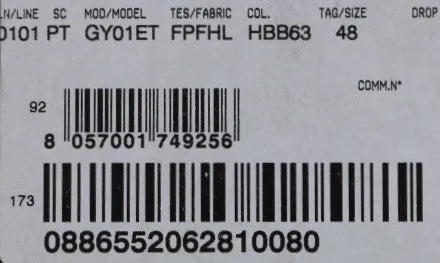 LN/LINE SC MOD/MODEL TES/FABRIC COL. TAG/SIZE DROP
0101 PT GY01ET FPFHL HBB63 48
COMM.N°
92
8 057001 749256
173
0886552062810080